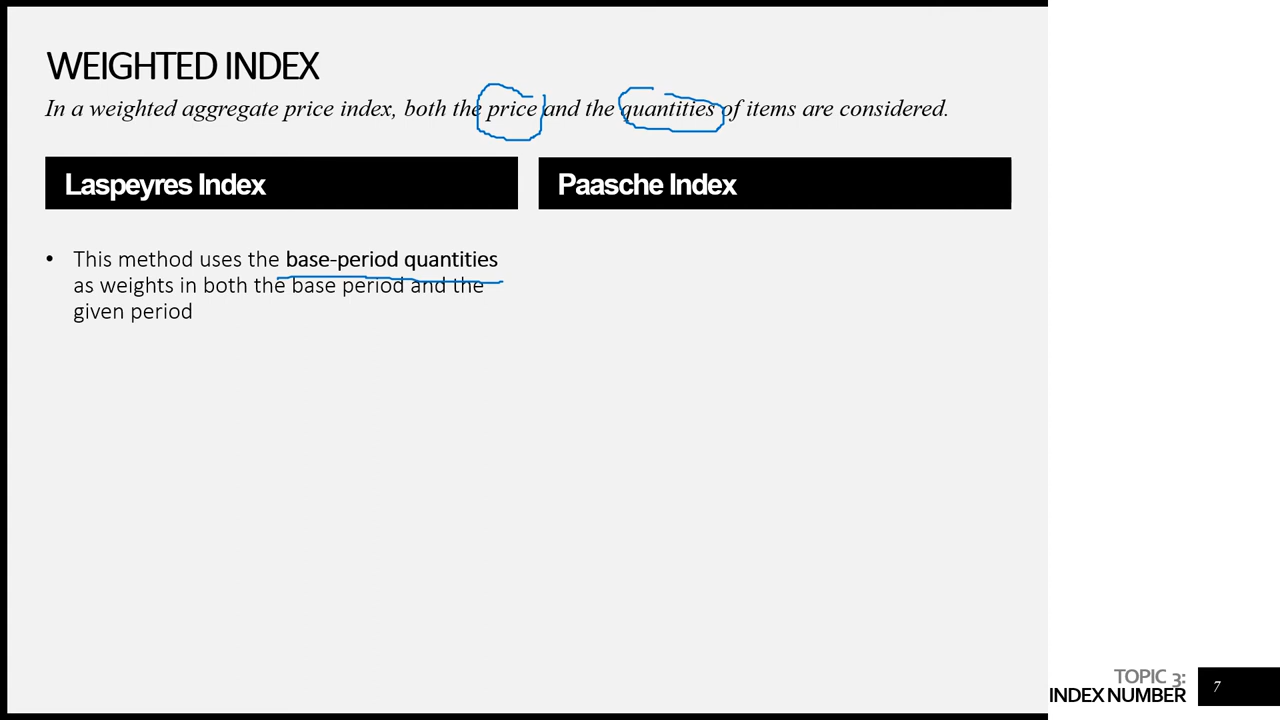 WEIGHTED INDEX
In a weighted aggregate price index, both the price and the quantities of items are considered.
Laspeyres Index
Paasche Index
• This method uses the base-period quantities
as weights in both the base period and the
given period
TOPIC 3:
INDEX NUMBER
7